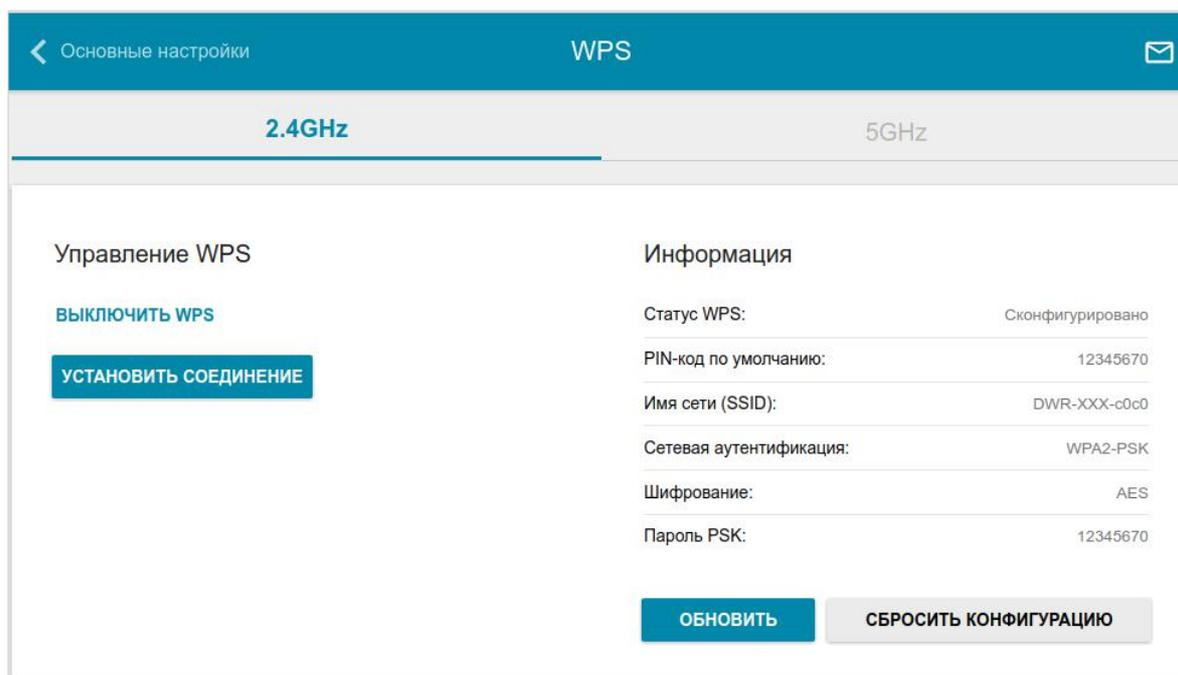 Основные настройки
WPS
2.4GHz
5GHz
Управление WPS
ВЫКЛЮЧИТЬ WPS
УСТАНОВИТЬ СОЕДИНЕНИЕ
Информация
Статус WPS: Сконфигурировано
PIN-код по умолчанию: 12345670
Имя сети (SSID): DWR-XXX-c0c0
Сетевая аутентификация: WPA2-PSK
Шифрование: AES
Пароль PSK: 12345670
ОБНОВИТЬ
СБРОСИТЬ КОНФИГУРАЦИЮ